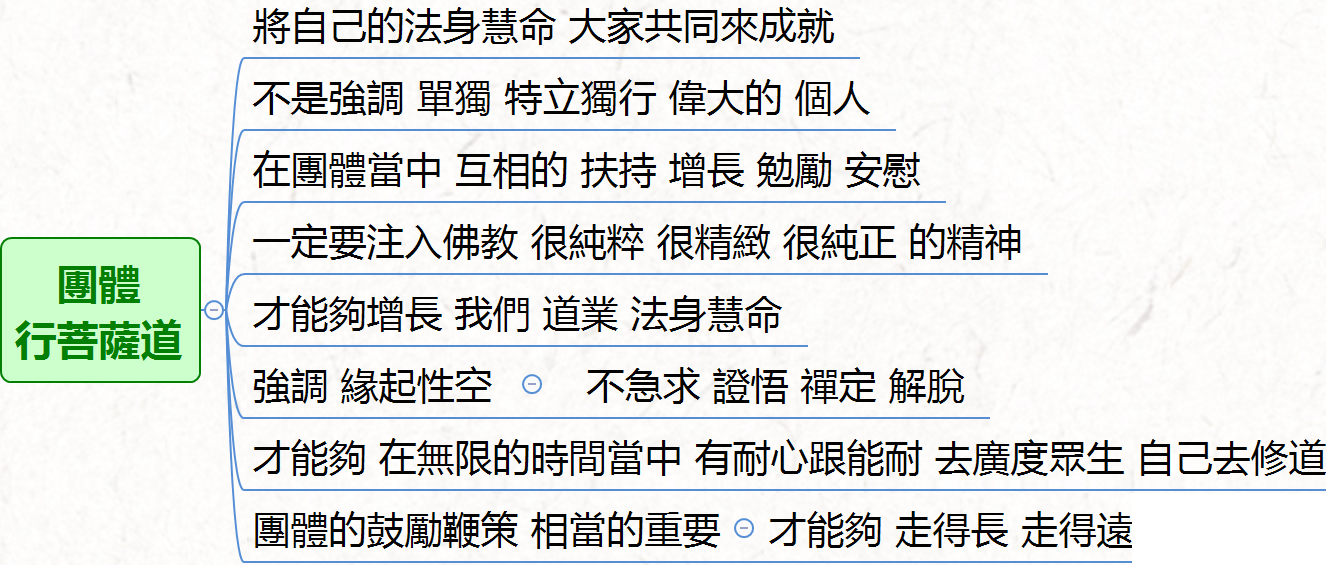 將自己的法身慧命 大家共同來成就
不是強調 單獨 特立獨行 偉大的 個人
在團體當中 互相的 扶持 增長 勉勵 安慰
一定要注入佛教 很純粹 很精緻 很純正 的精神
團體
行菩薩道
才能夠增長 我們 道業 法身慧命
強調 緣起性空 不急求 證悟 禪定 解脫
才能夠 在無限的時間當中 有耐心跟能耐 去廣度眾生 自己去修道
團體的鼓勵鞭策 相當的重要 才能夠 走得長 走得遠